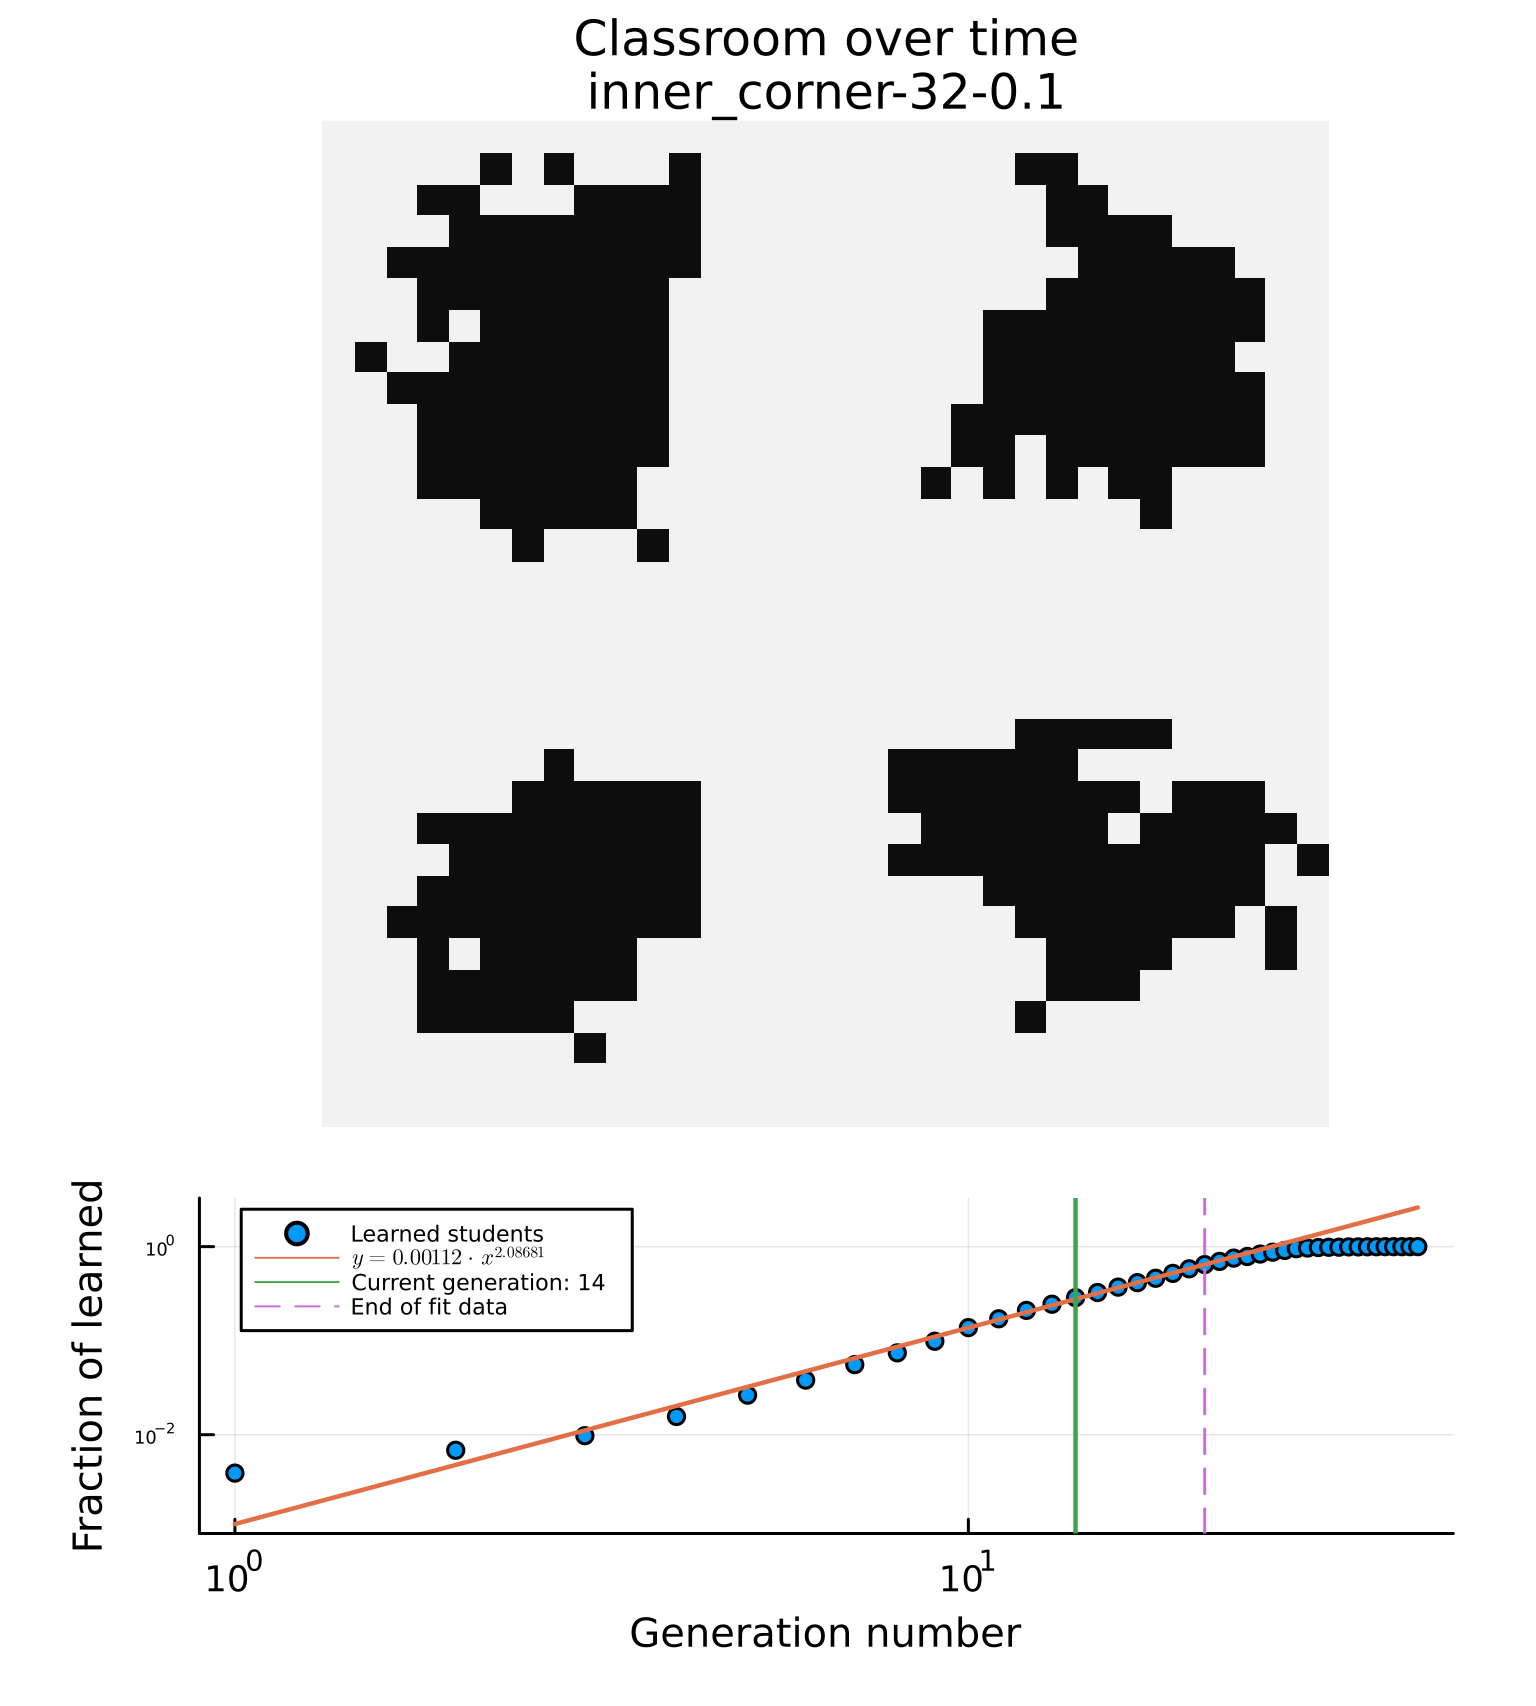 Classroom over time
inner_corner-32-0.1
Fraction of learned
10^0
10^{-2}
Learned students
y = 0.00112 · x^{2.08681}
Current generation: 14
End of fit data
10^0
10^1
Generation number